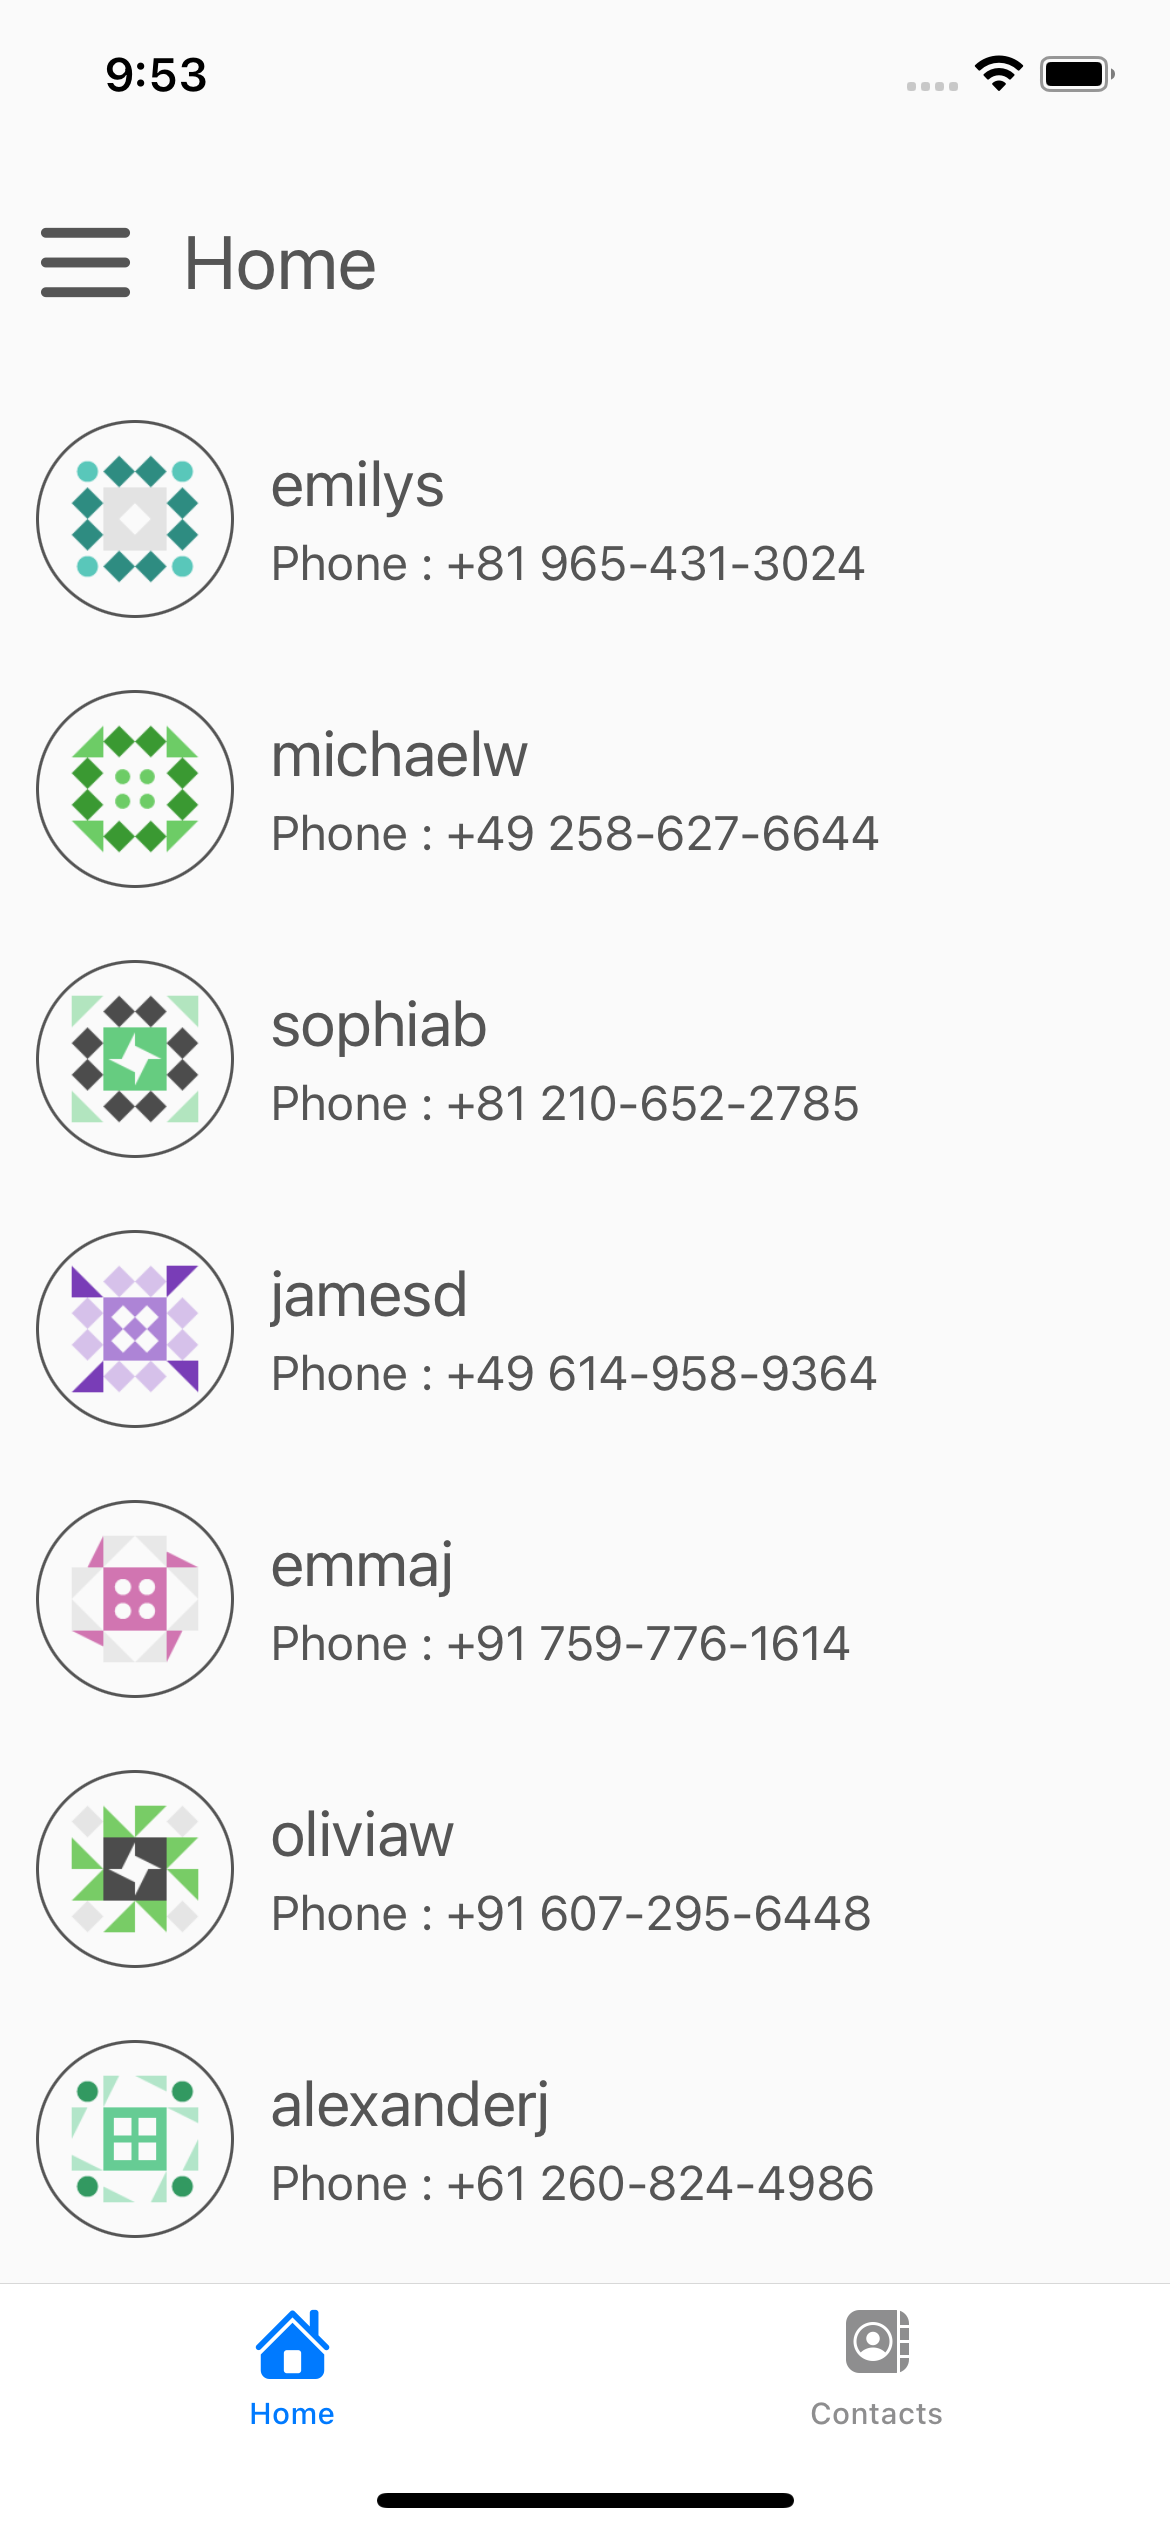 9:53
Home
emilys
Phone : +81 965-431-3024
michaelw
Phone : +49 258-627-6644
sophiab
Phone : +81 210-652-2785
jamesd
Phone : +49 614-958-9364
emmaj
Phone : +91 759-776-1614
oliviaw
Phone : +91 607-295-6448
alexanderj
Phone : +61 260-824-4986
Home
Contacts